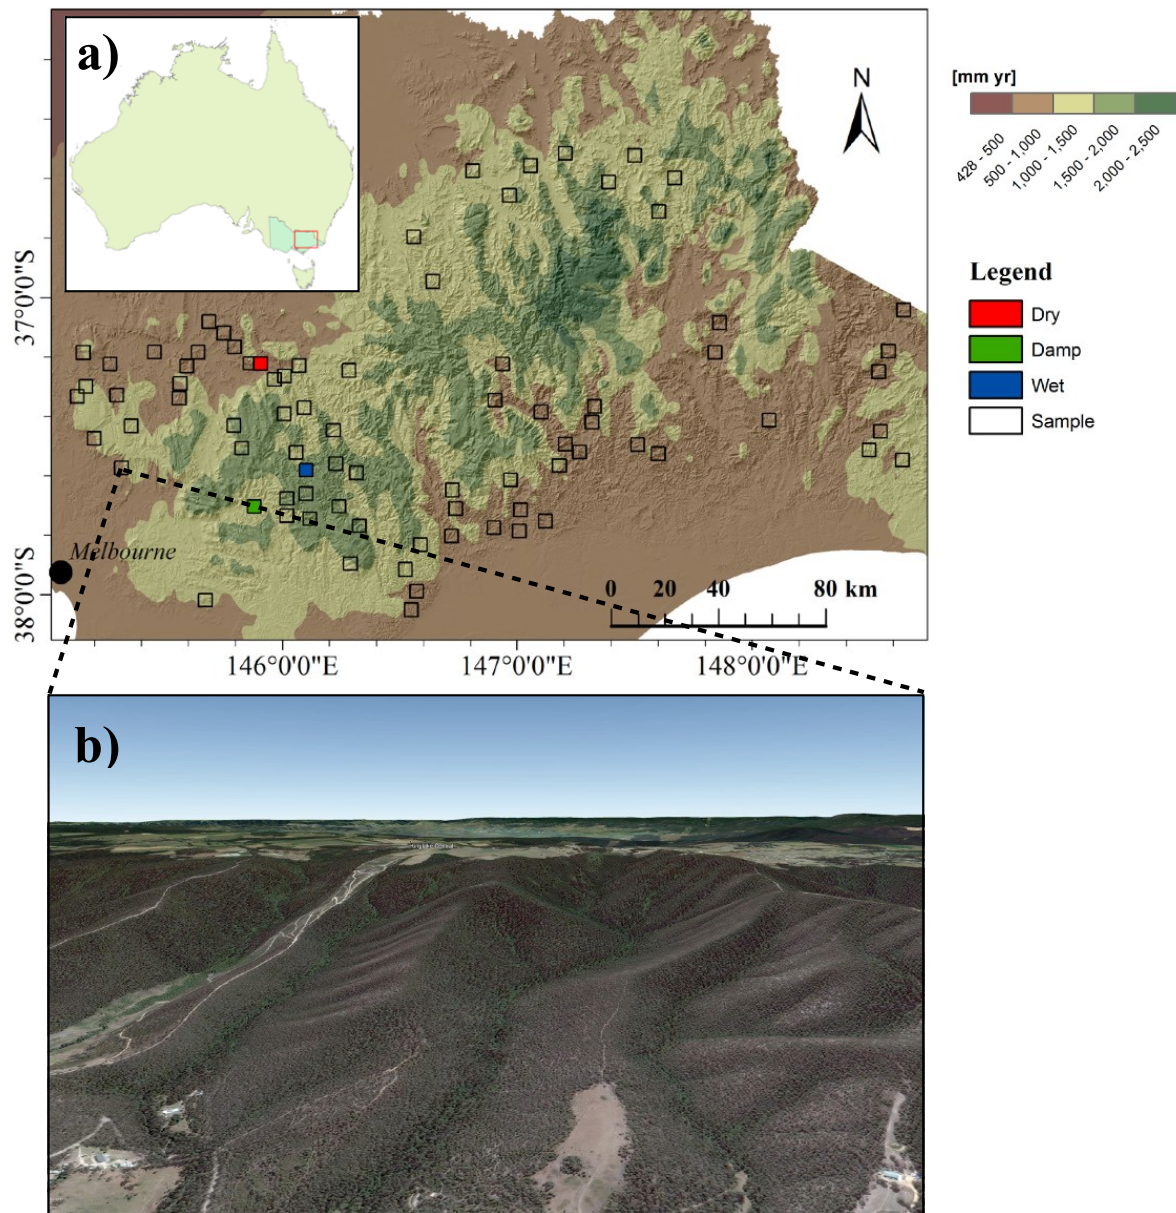 a)
N
[mm yr]
428 - 500
500 - 1,000
1,000 - 1,500
1,500 - 2,000
2,000 - 2,500
Legend
Dry
Damp
Wet
Sample
37°0'0"S
38°0'0"S
Melbourne
0 20 40 80 km
146°0'0"E 147°0'0"E 148°0'0"E
b)